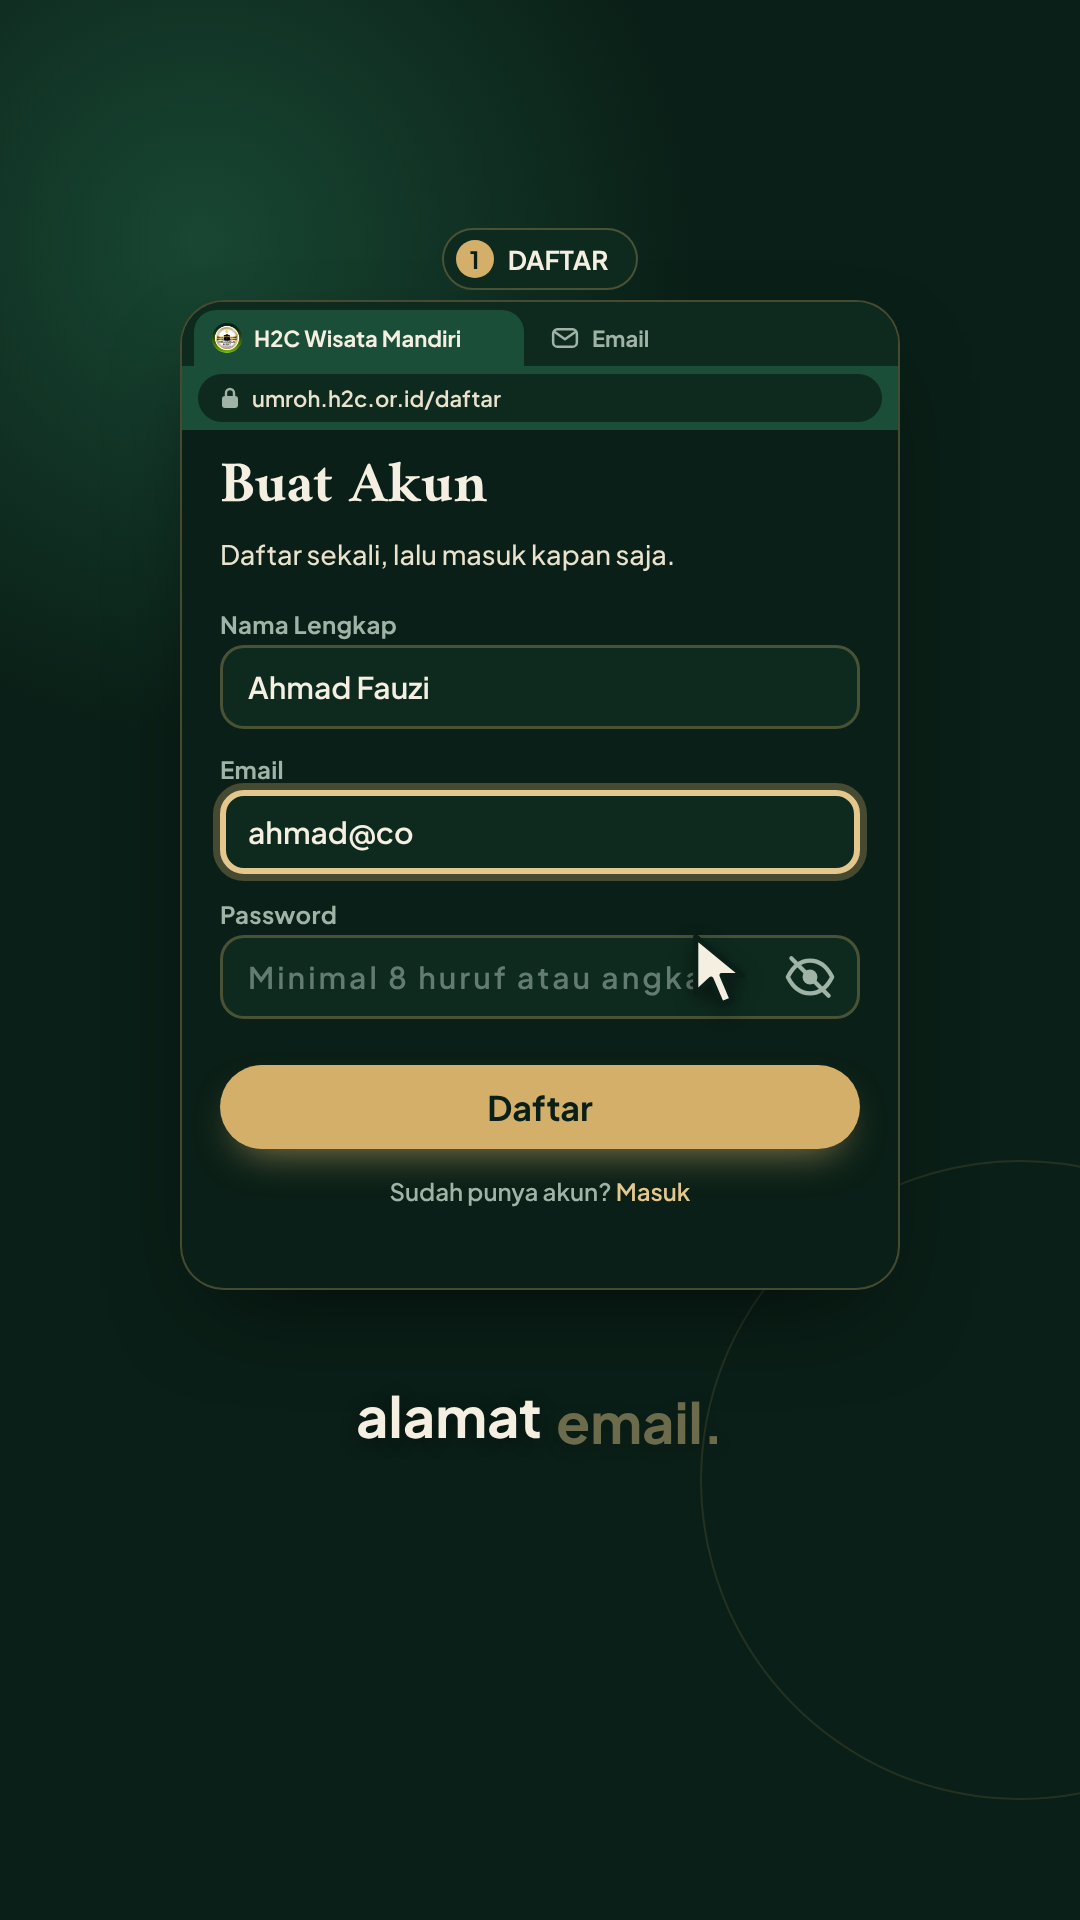 1 DAFTAR
H2C Wisata Mandiri
Email
umroh.h2c.or.id/daftar
Buat Akun
Daftar sekali, lalu masuk kapan saja.
Nama Lengkap
Ahmad Fauzi
Email
ahmad@co
Password
Minimal 8 huruf atau angka
Daftar
Sudah punya akun? Masuk
alamat email.